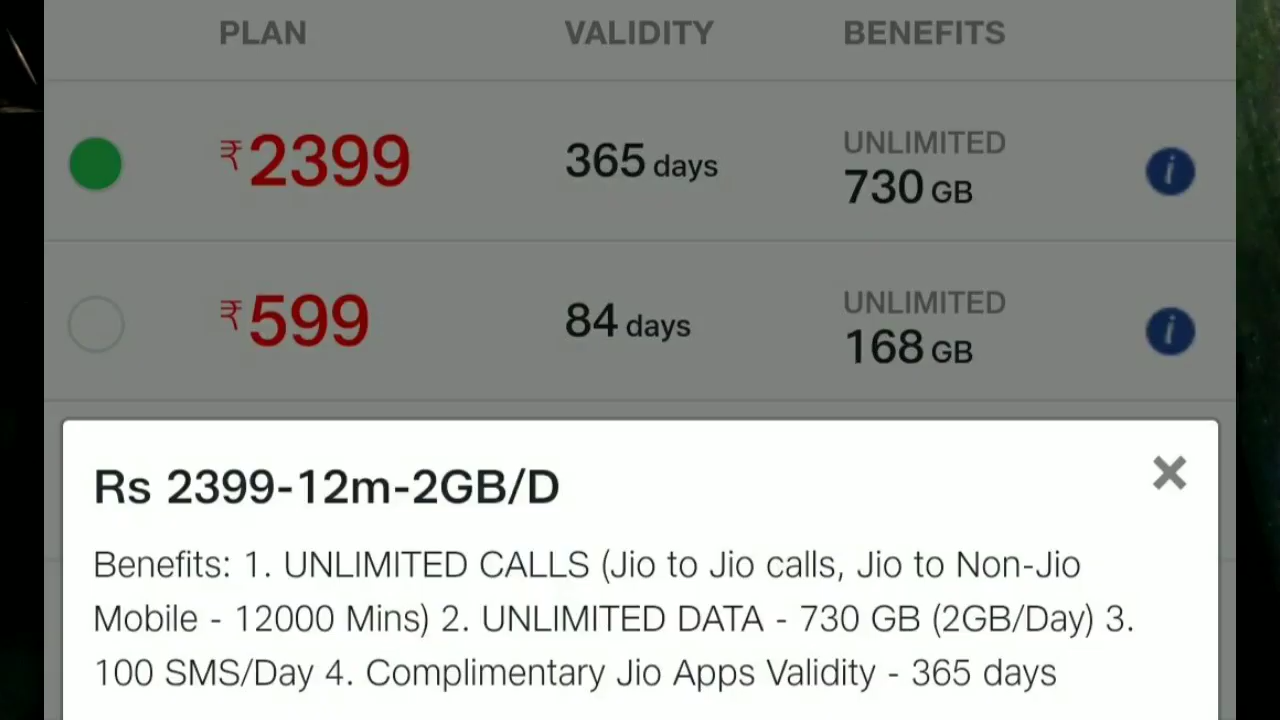 PLAN VALIDITY BENEFITS
₹2399 365 days UNLIMITED 730 GB i
₹599 84 days UNLIMITED 168 GB i
Rs 2399-12m-2GB/D ×
Benefits: 1. UNLIMITED CALLS (Jio to Jio calls, Jio to Non-Jio
Mobile - 12000 Mins) 2. UNLIMITED DATA - 730 GB (2GB/Day) 3.
100 SMS/Day 4. Complimentary Jio Apps Validity - 365 days